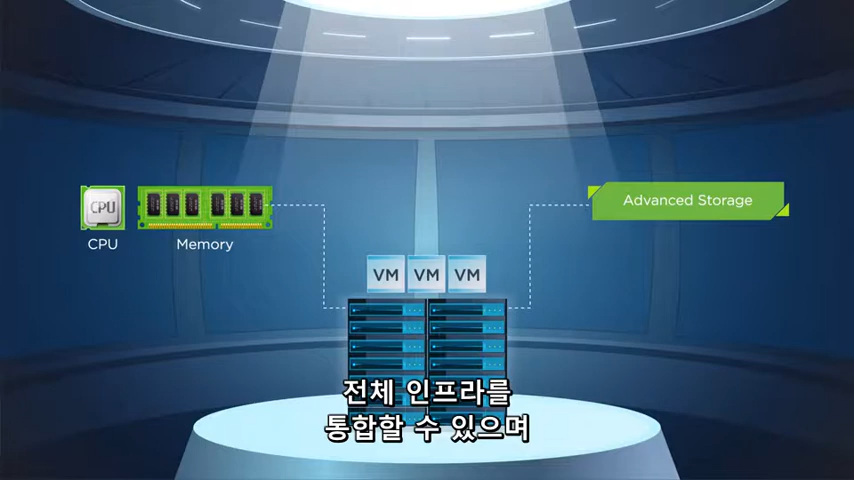 CPU
CPU
Memory
Advanced Storage
VM VM VM
전체 인프라를
통합할 수 있으며